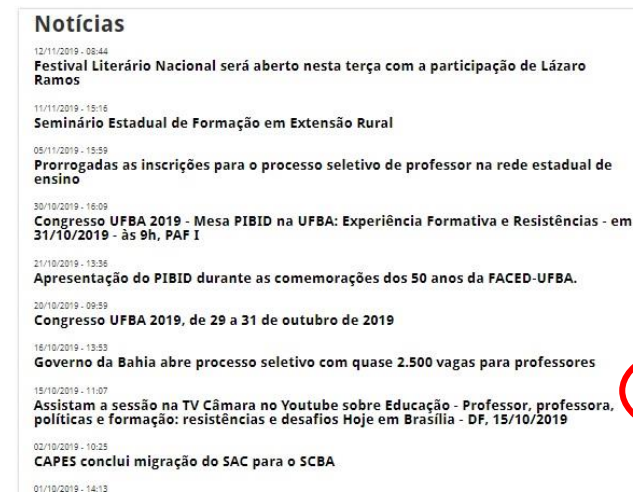 Notícias
12/11/2019 - 08:44
Festival Literário Nacional será aberto nesta terça com a participação de Lázaro
Ramos
11/11/2019 - 15:16
Seminário Estadual de Formação em Extensão Rural
05/11/2019 - 15:59
Prorrogadas as inscrições para o processo seletivo de professor na rede estadual de
ensino
30/10/2019 - 16:09
Congresso UFBA 2019 - Mesa PIBID na UFBA: Experiência Formativa e Resistências - em
31/10/2019 - às 9h, PAF I
21/10/2019 - 13:36
Apresentação do PIBID durante as comemorações dos 50 anos da FACED-UFBA.
20/10/2019 - 09:59
Congresso UFBA 2019, de 29 a 31 de outubro de 2019
16/10/2019 - 13:53
Governo da Bahia abre processo seletivo com quase 2.500 vagas para professores
15/10/2019 - 11:07
Assistam a sessão na TV Câmara no Youtube sobre Educação - Professor, professora,
políticas e formação: resistências e desafios Hoje em Brasília - DF, 15/10/2019
02/10/2019 - 10:25
CAPES conclui migração do SAC para o SCBA
01/10/2019 - 14:13